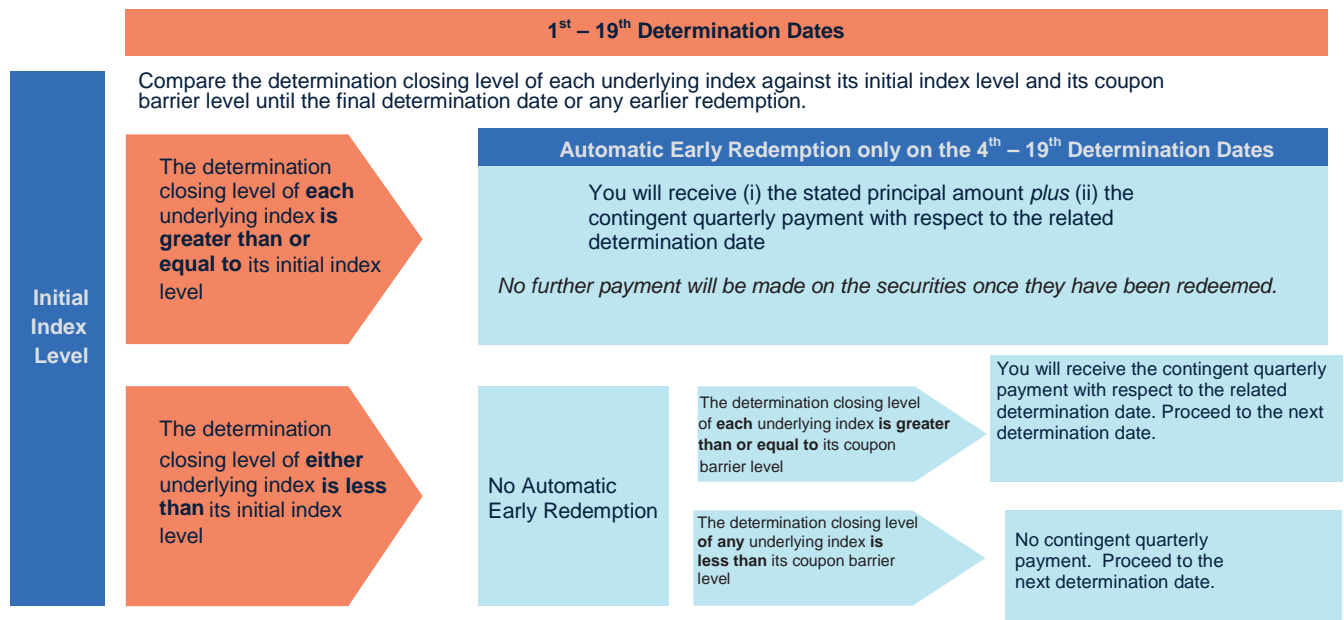 1st – 19th Determination Dates
Compare the determination closing level of each underlying index against its initial index level and its coupon
barrier level until the final determination date or any earlier redemption.
Initial
Index
Level
The determination
closing level of each
underlying index is
greater than or
equal to its initial index
level
Automatic Early Redemption only on the 4th – 19th Determination Dates
You will receive (i) the stated principal amount plus (ii) the
contingent quarterly payment with respect to the related
determination date
No further payment will be made on the securities once they have been redeemed.
The determination
closing level of either
underlying index is less
than its initial index
level
No Automatic
Early Redemption
The determination closing level
of each underlying index is greater
than or equal to its coupon
barrier level
You will receive the contingent quarterly
payment with respect to the related
determination date. Proceed to the next
determination date.
The determination closing level
of any underlying index is
less than its coupon barrier
level
No contingent quarterly
payment.  Proceed to the
next determination date.